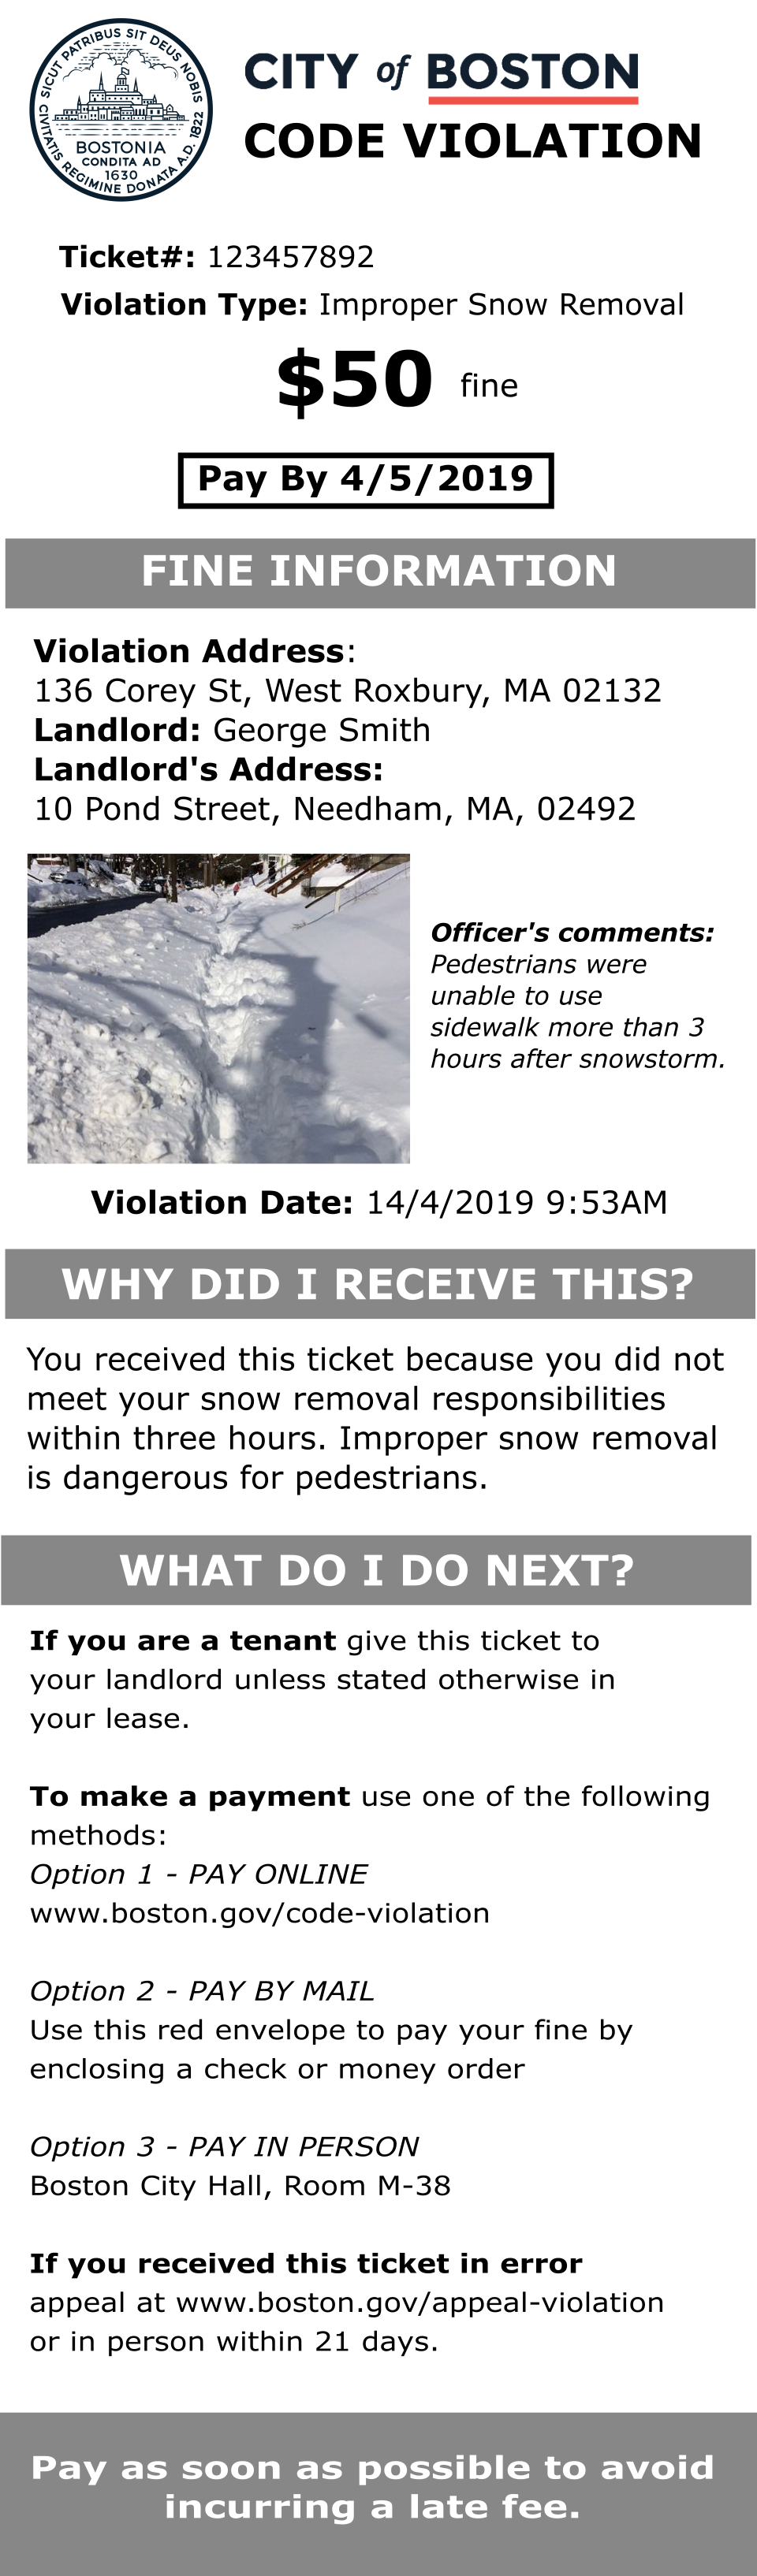 SICUT PATRIBUS SIT DEUS NOBIS
CIVITATIS REGIMINE DONATA A.D. 1822
BOSTONIA
CONDITA AD
1630
CITY of BOSTON
CODE VIOLATION
Ticket#: 123457892
Violation Type: Improper Snow Removal
$50 fine
Pay By 4/5/2019
FINE INFORMATION
Violation Address:
136 Corey St, West Roxbury, MA 02132
Landlord: George Smith
Landlord's Address:
10 Pond Street, Needham, MA, 02492
Officer's comments:
Pedestrians were
unable to use
sidewalk more than 3
hours after snowstorm.
Violation Date: 14/4/2019 9:53AM
WHY DID I RECEIVE THIS?
You received this ticket because you did not
meet your snow removal responsibilities
within three hours. Improper snow removal
is dangerous for pedestrians.
WHAT DO I DO NEXT?
If you are a tenant give this ticket to
your landlord unless stated otherwise in
your lease.
To make a payment use one of the following
methods:
Option 1 - PAY ONLINE
www.boston.gov/code-violation
Option 2 - PAY BY MAIL
Use this red envelope to pay your fine by
enclosing a check or money order
Option 3 - PAY IN PERSON
Boston City Hall, Room M-38
If you received this ticket in error
appeal at www.boston.gov/appeal-violation
or in person within 21 days.
Pay as soon as possible to avoid
incurring a late fee.